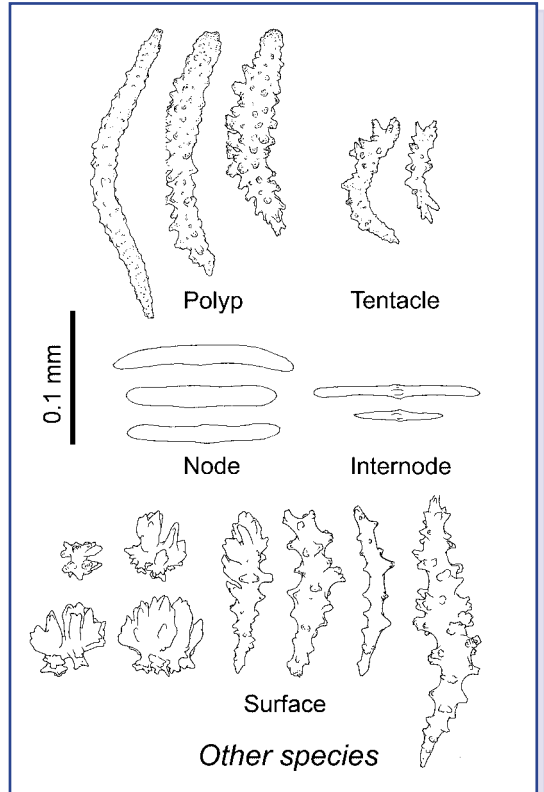 Polyp
Tentacle
0.1 mm
Node
Internode
Surface
Other species